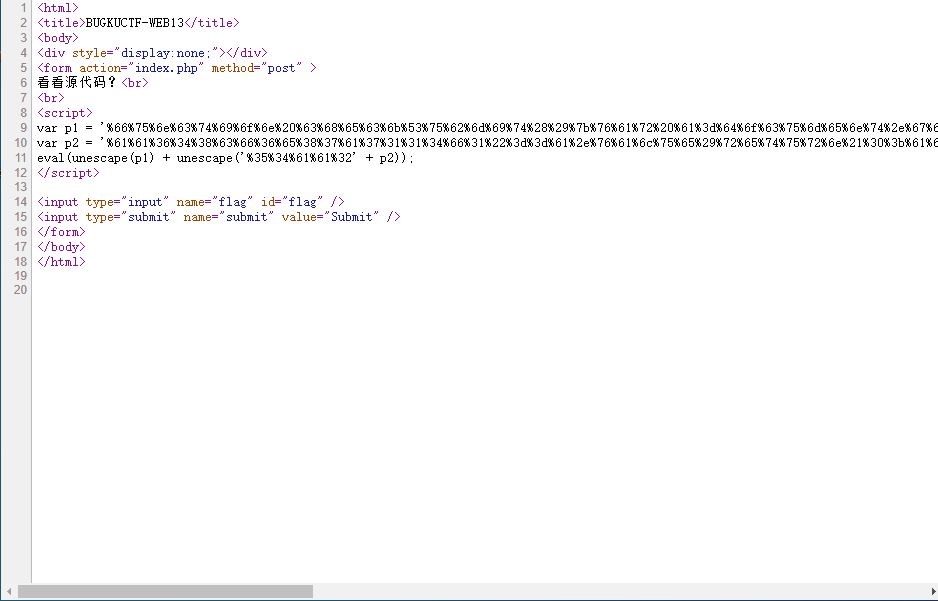 1 <html>
2 <title>BUGKUCTF-WEB13</title>
3 <body>
4 <div style="display:none;"></div>
5 <form action="index.php" method="post" >
6 看看源代码？<br>
7 <br>
8 <script>
9 var p1 = '%66%75%6e%63%74%69%6f%6e%20%63%68%65%63%6b%53%75%62%6d%69%74%28%29%7b%76%61%72%20%61%3d%64%6f%63%75%6d%65%6e%74%2e%67%6
10 var p2 = '%61%61%36%34%38%63%66%36%65%38%37%61%37%31%31%34%66%31%22%3d%3d%61%2e%76%61%6c%75%65%29%72%65%74%75%72%6e%21%30%3b%61%6
11 eval(unescape(p1) + unescape('%35%34%61%61%32' + p2));
12 </script>
13
14 <input type="input" name="flag" id="flag" />
15 <input type="submit" name="submit" value="Submit" />
16 </form>
17 </body>
18 </html>
19
20